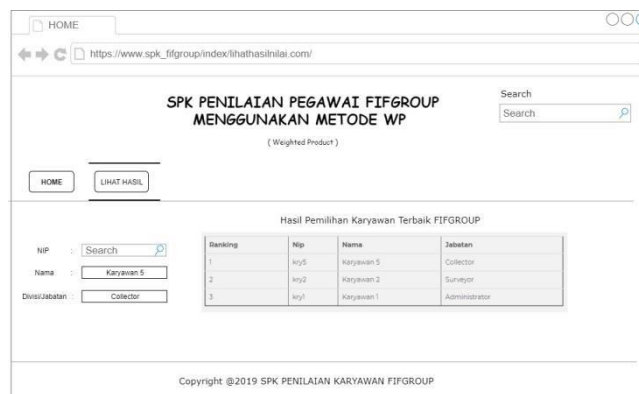 HOME
https://www.spk_fifgroup/index/lihathasilnilai.com/
SPK PENILAIAN PEGAWAI FIFGROUP
MENGGUNAKAN METODE WP
( Weighted Product )
Search
Search
HOME
LIHAT HASIL
Hasil Pemilihan Karyawan Terbaik FIFGROUP
NIP : Search
Nama : Karyawan 5
Divisi/Jabatan : Collector
Ranking Nip Nama Jabatan
1 kry5 Karyawan 5 Collector
2 kry2 Karyawan 2 Surveyor
3 kry1 Karyawan 1 Administrator
Copyright @2019 SPK PENILAIAN KARYAWAN FIFGROUP